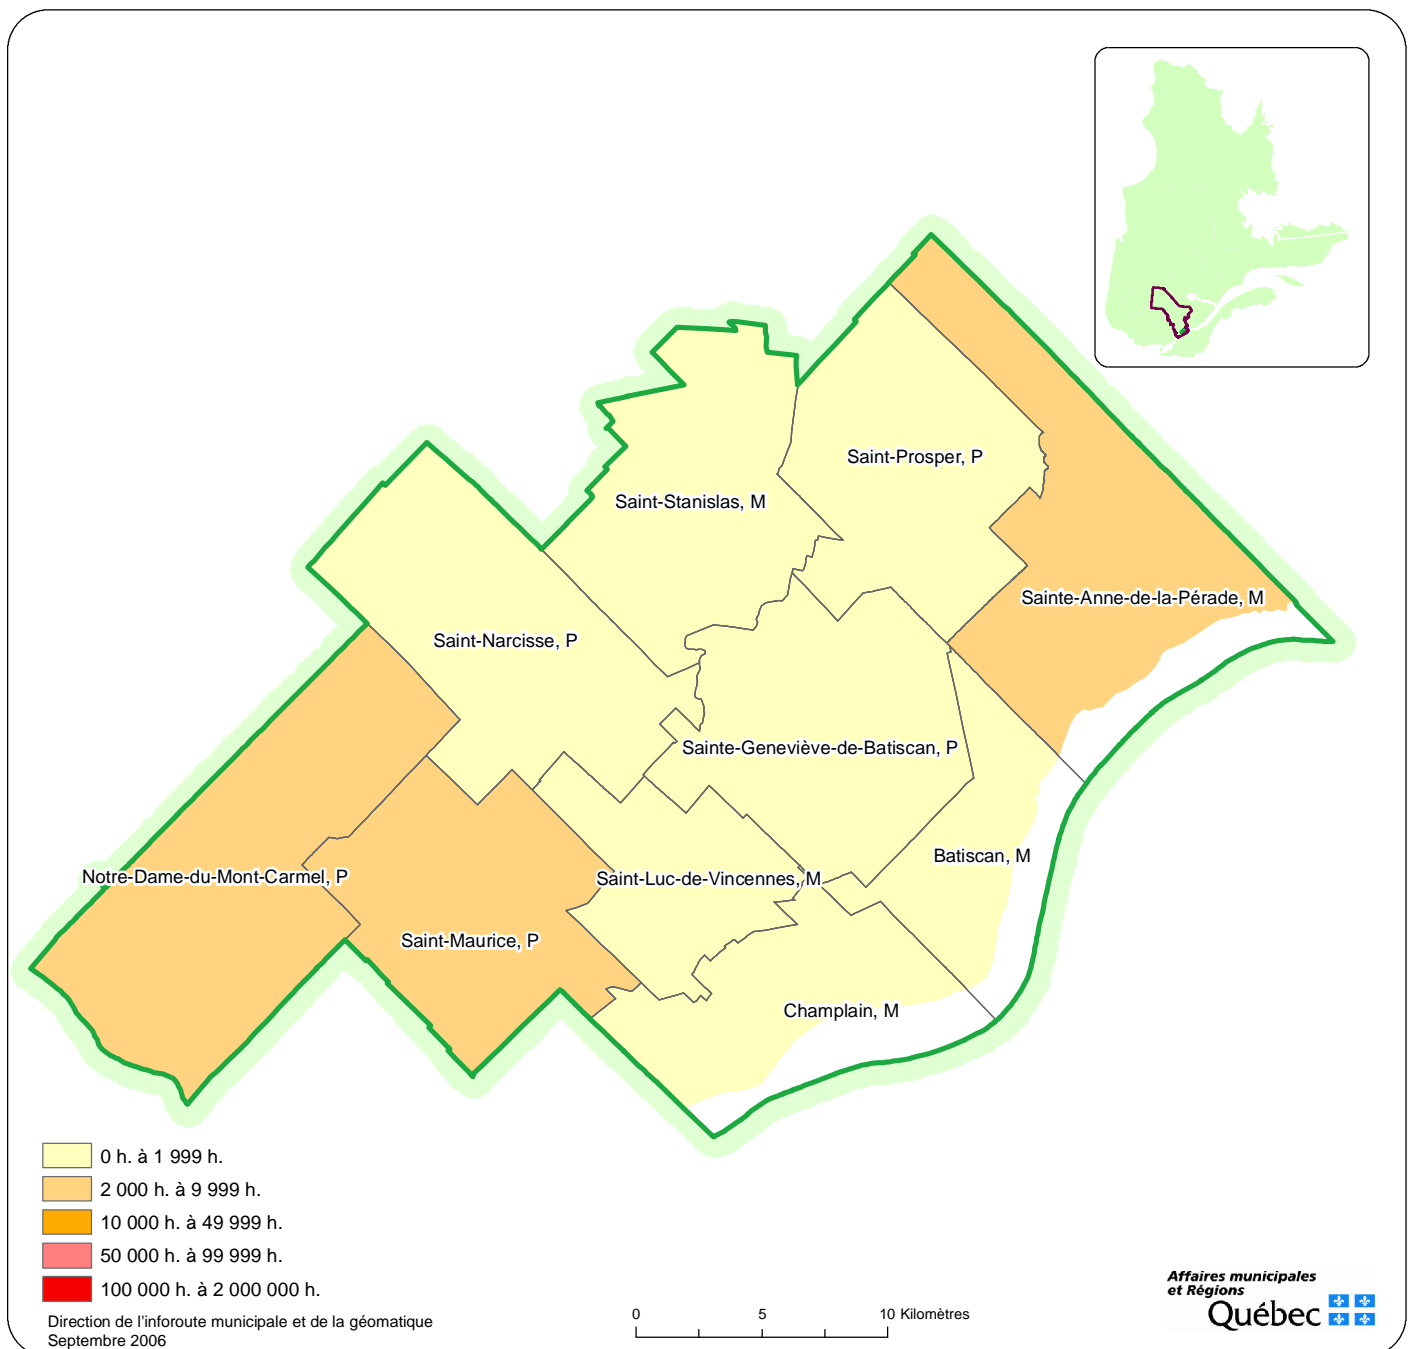 Saint-Prosper, P
Saint-Stanislas, M
Sainte-Anne-de-la-Pérade, M
Saint-Narcisse, P
Sainte-Geneviève-de-Batiscan, P
Batiscan, M
Notre-Dame-du-Mont-Carmel, P
Saint-Luc-de-Vincennes, M
Saint-Maurice, P
Champlain, M
0 h. à 1 999 h.
2 000 h. à 9 999 h.
10 000 h. à 49 999 h.
50 000 h. à 99 999 h.
100 000 h. à 2 000 000 h.
Direction de l'inforoute municipale et de la géomatique
Septembre 2006
0 5 10 Kilomètres
Affaires municipales
et Régions
Québec